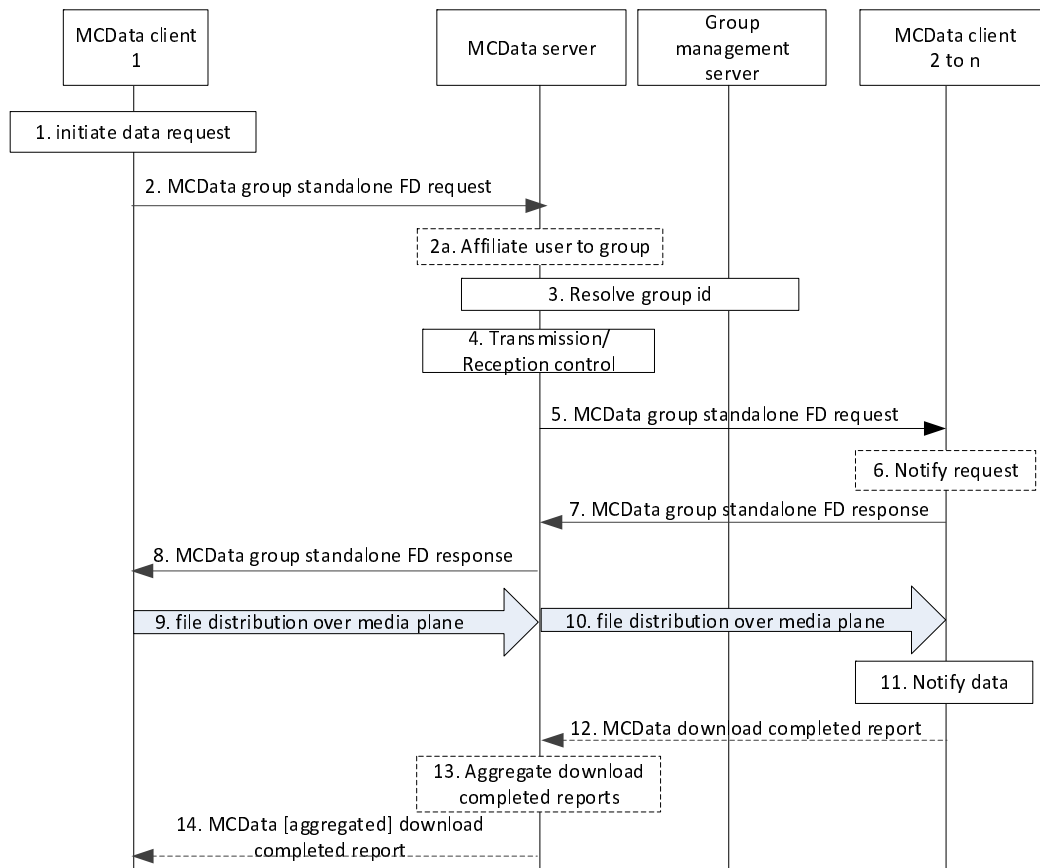 MCData client
1
MCData server
Group
management
server
MCData client
2 to n
1. initiate data request
2. MCData group standalone FD request
2a. Affiliate user to group
3. Resolve group id
4. Transmission/
Reception control
5. MCData group standalone FD request
6. Notify request
7. MCData group standalone FD response
8. MCData group standalone FD response
9. file distribution over media plane
10. file distribution over media plane
11. Notify data
12. MCData download completed report
13. Aggregate download
completed reports
14. MCData [aggregated] download
completed report